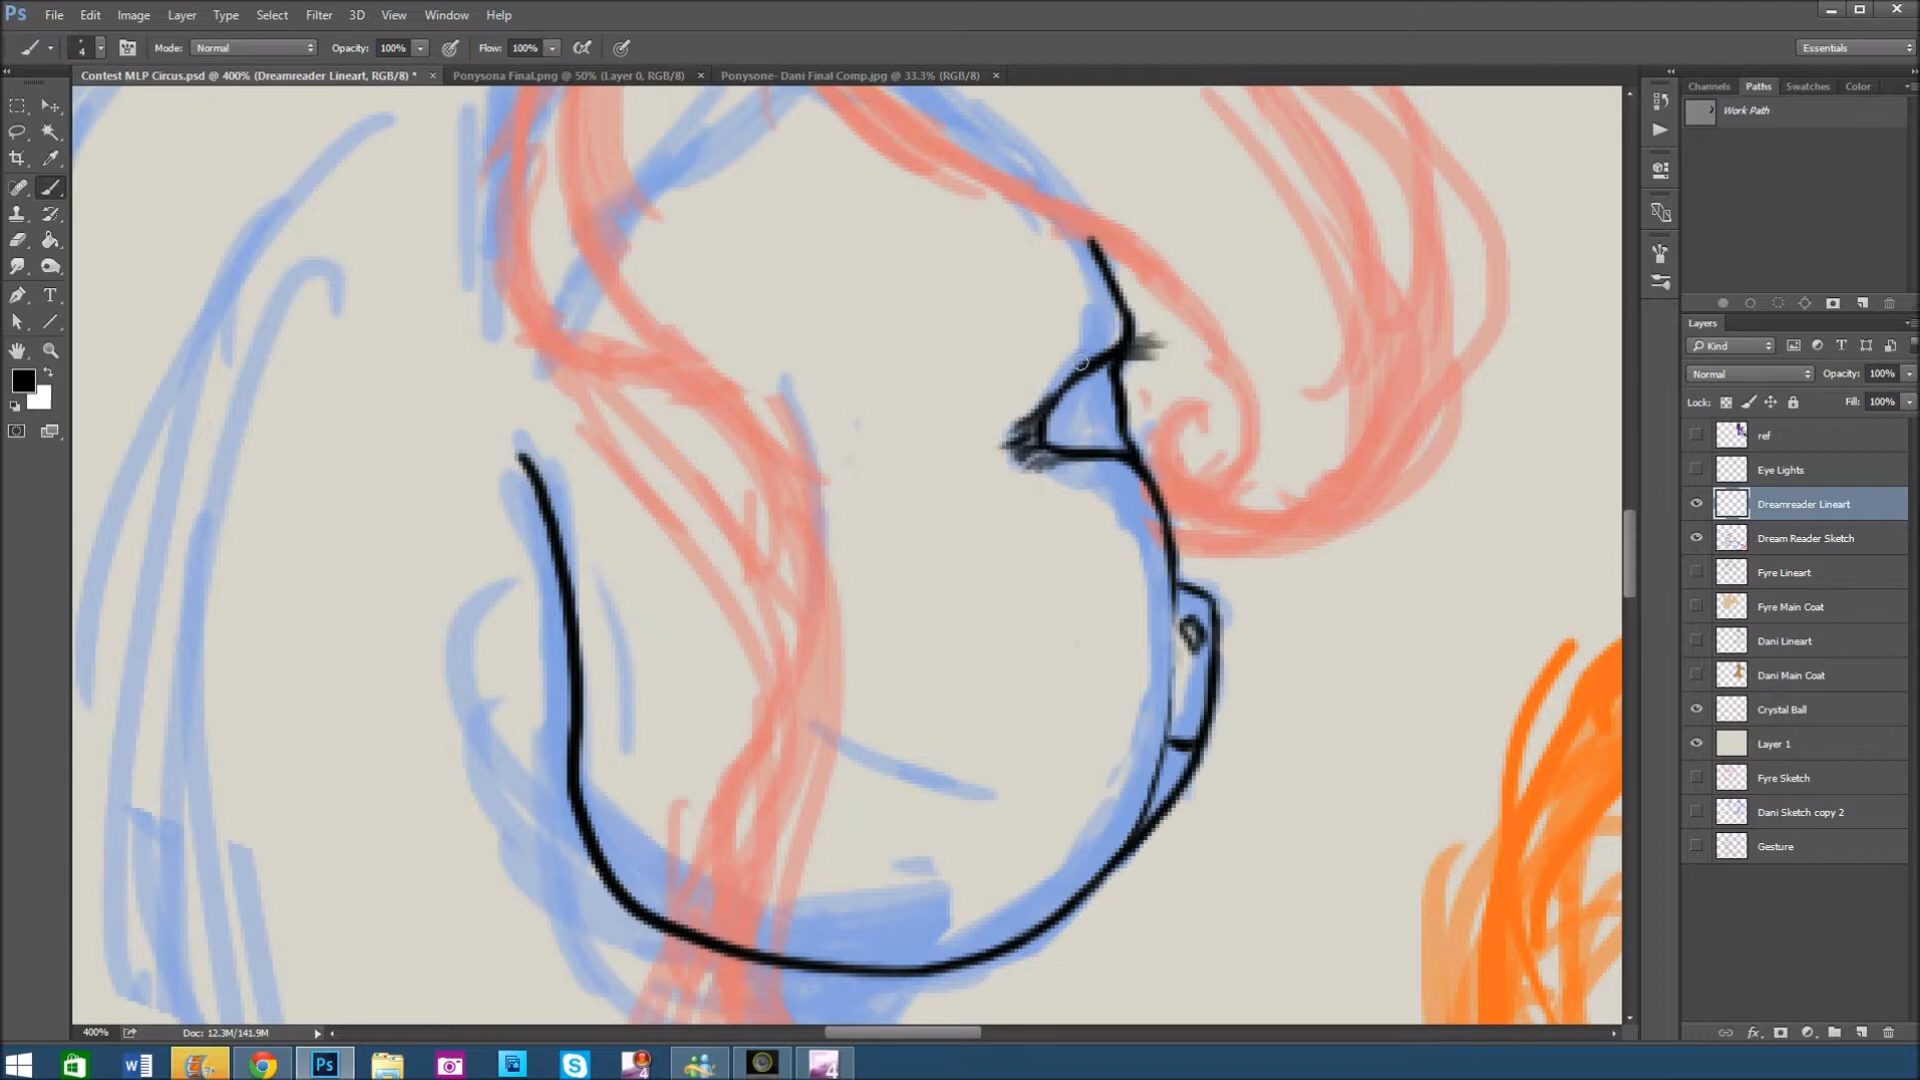 Ps File Edit Image Layer Type Select Filter 3D View Window Help
4 Mode: Normal Opacity: 100% Flow: 100% Essentials
Contest MLP Circus.psd @ 400% (Dreamreader Lineart, RGB/8) * × Ponysona Final.png @ 50% (Layer 0, RGB/8) × Ponysone- Dani Final Comp.jpg @ 33.3% (RGB/8) ×
Channels Paths Swatches Color
Work Path
Layers
Kind
Normal Opacity: 100%
Lock: Fill: 100%
ref
Eye Lights
Dreamreader Lineart
Dream Reader Sketch
Fyre Lineart
Fyre Main Coat
Dani Lineart
Dani Main Coat
Crystal Ball
Layer 1
Fyre Sketch
Dani Sketch copy 2
Gesture
400% Doc: 12.3M/141.9M
Ps